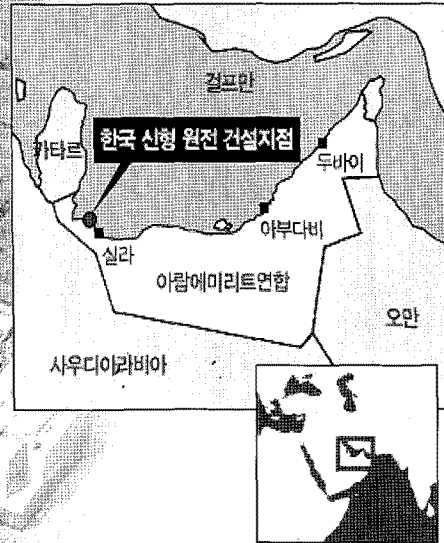 걸프만
카타르
한국 신형 원전 건설지점
두바이
아부다비
실라
아랍에미리트연합
오만
사우디아라비아